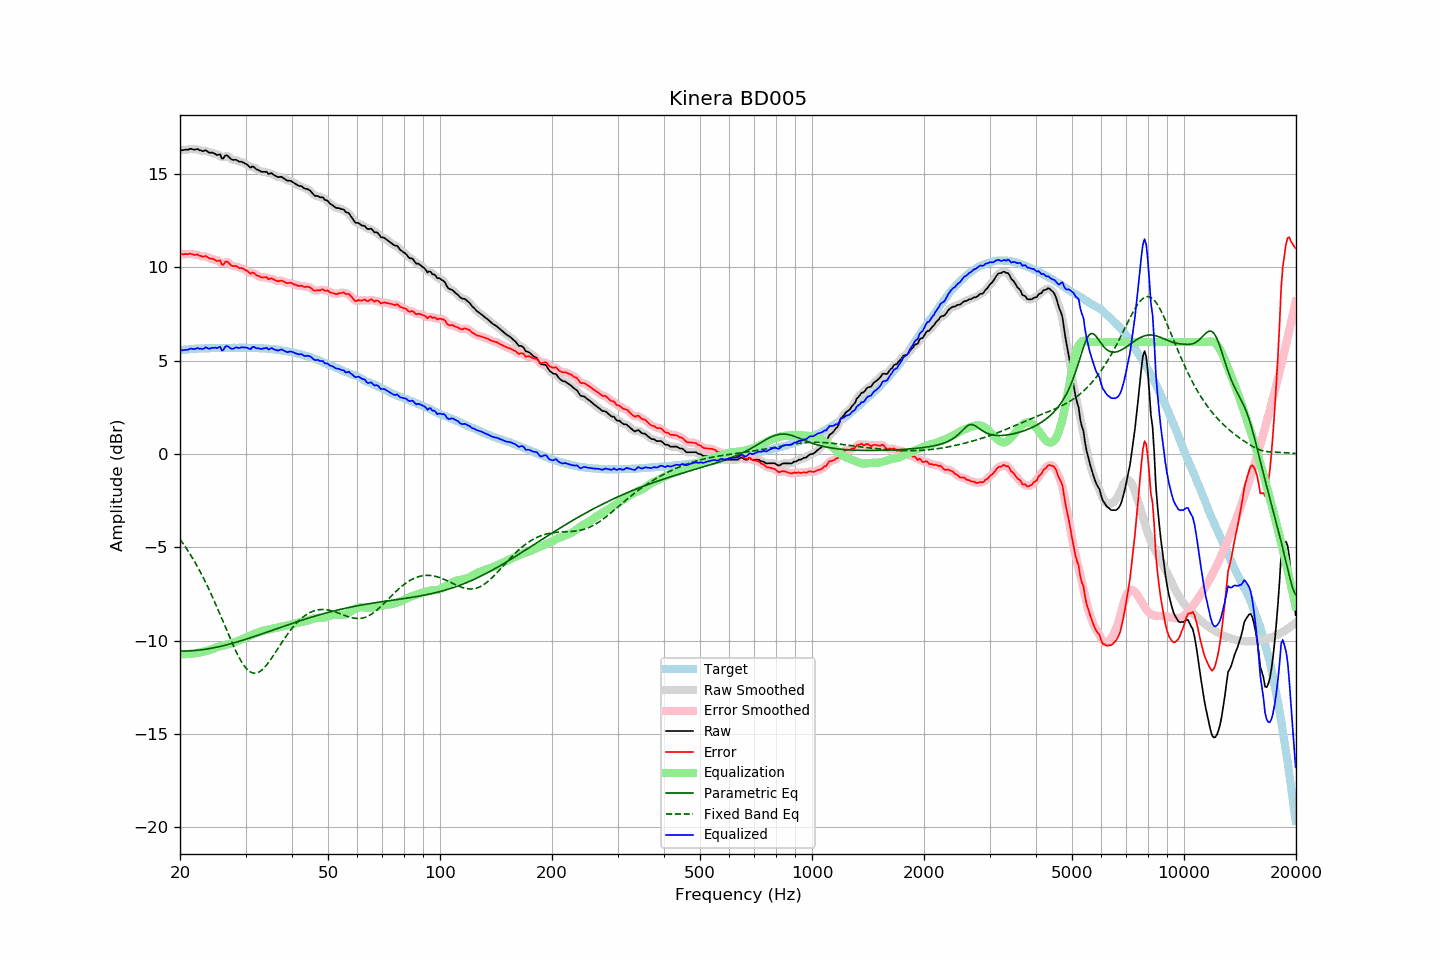 Kinera BD005
Amplitude (dBr)
15
10
5
0
−5
−10
−15
−20
Target
Raw Smoothed
Error Smoothed
Raw
Error
Equalization
Parametric Eq
Fixed Band Eq
Equalized
20 50 100 200 500 1000 2000 5000 10000 20000
Frequency (Hz)